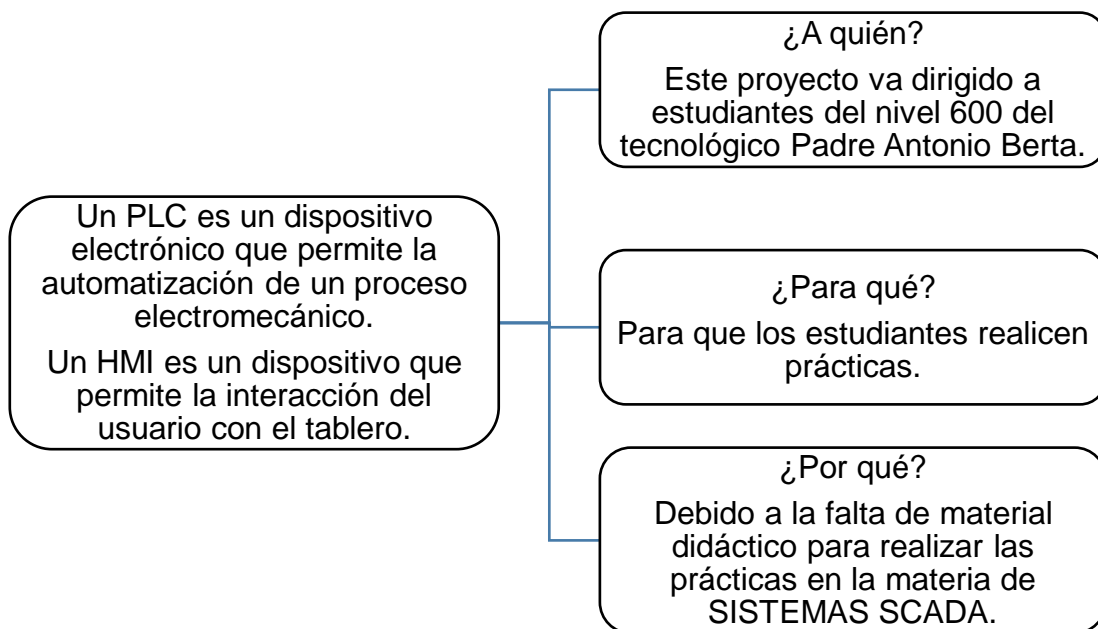 Un PLC es un dispositivo
electrónico que permite la
automatización de un proceso
electromecánico.
Un HMI es un dispositivo que
permite la interacción del
usuario con el tablero.
¿A quién?
Este proyecto va dirigido a
estudiantes del nivel 600 del
tecnológico Padre Antonio Berta.
¿Para qué?
Para que los estudiantes realicen
prácticas.
¿Por qué?
Debido a la falta de material
didáctico para realizar las
prácticas en la materia de
SISTEMAS SCADA.